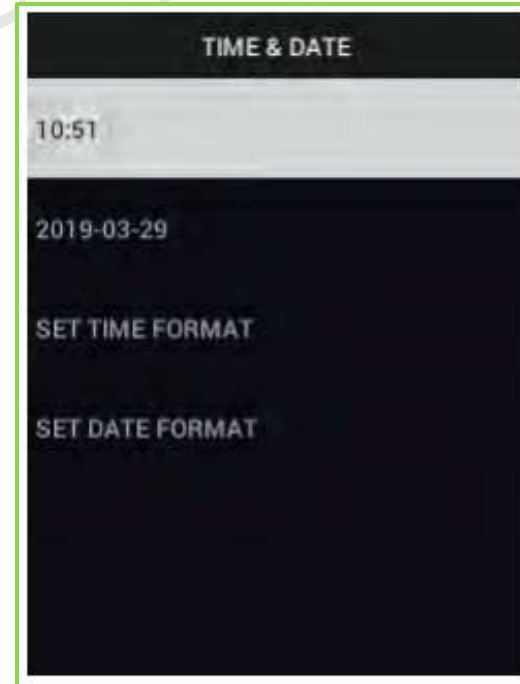 TIME & DATE
10:51
2019-03-29
SET TIME FORMAT
SET DATE FORMAT